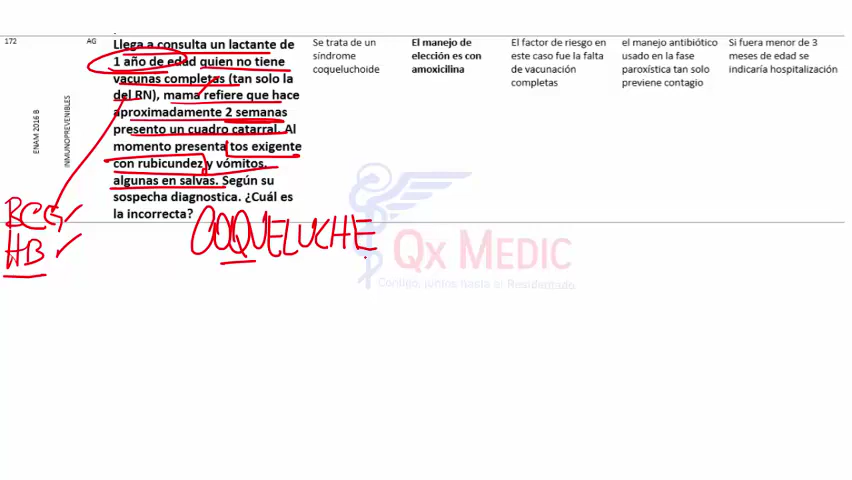 172
AG
ENAM 2016 B
INMUNOPREVENIBLES
Llega a consulta un lactante de
1 año de edad quien no tiene
vacunas completas (tan solo la
del RN), mama refiere que hace
aproximadamente 2 semanas
presento un cuadro catarral. Al
momento presenta tos exigente
con rubicundez y vómitos,
algunas en salvas. Según su
sospecha diagnostica. ¿Cuál es
la incorrecta?
Se trata de un
síndrome
coqueluchoide
El manejo de
elección es con
amoxicilina
El factor de riesgo en
este caso fue la falta
de vacunación
completas
el manejo antibiótico
usado en la fase
paroxística tan solo
previene contagio
Si fuera menor de 3
meses de edad se
indicaría hospitalización
BCG
HB
COQUELUCHE
Qx MEDIC
Contigo, juntos hasta el Residentado